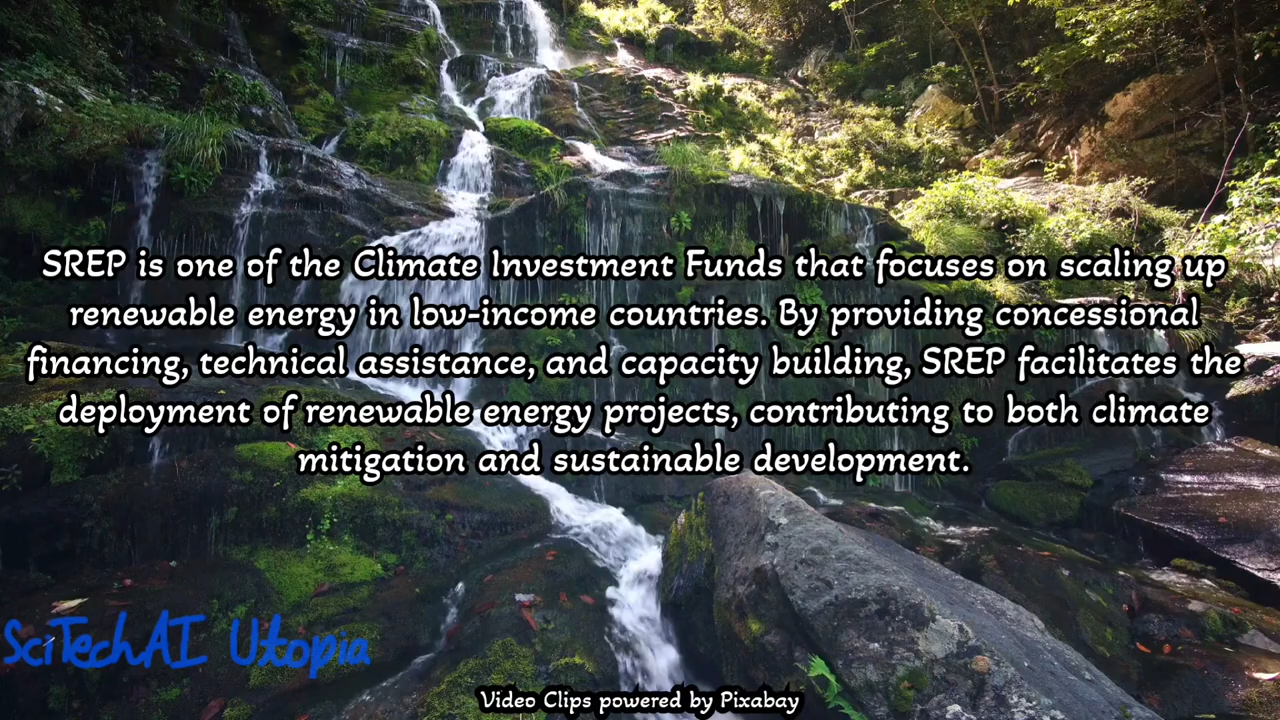 SREP is one of the Climate Investment Funds that focuses on scaling up
renewable energy in low-income countries. By providing concessional
financing, technical assistance, and capacity building, SREP facilitates the
deployment of renewable energy projects, contributing to both climate
mitigation and sustainable development.
SciTechAI Utopia
Video Clips powered by Pixabay